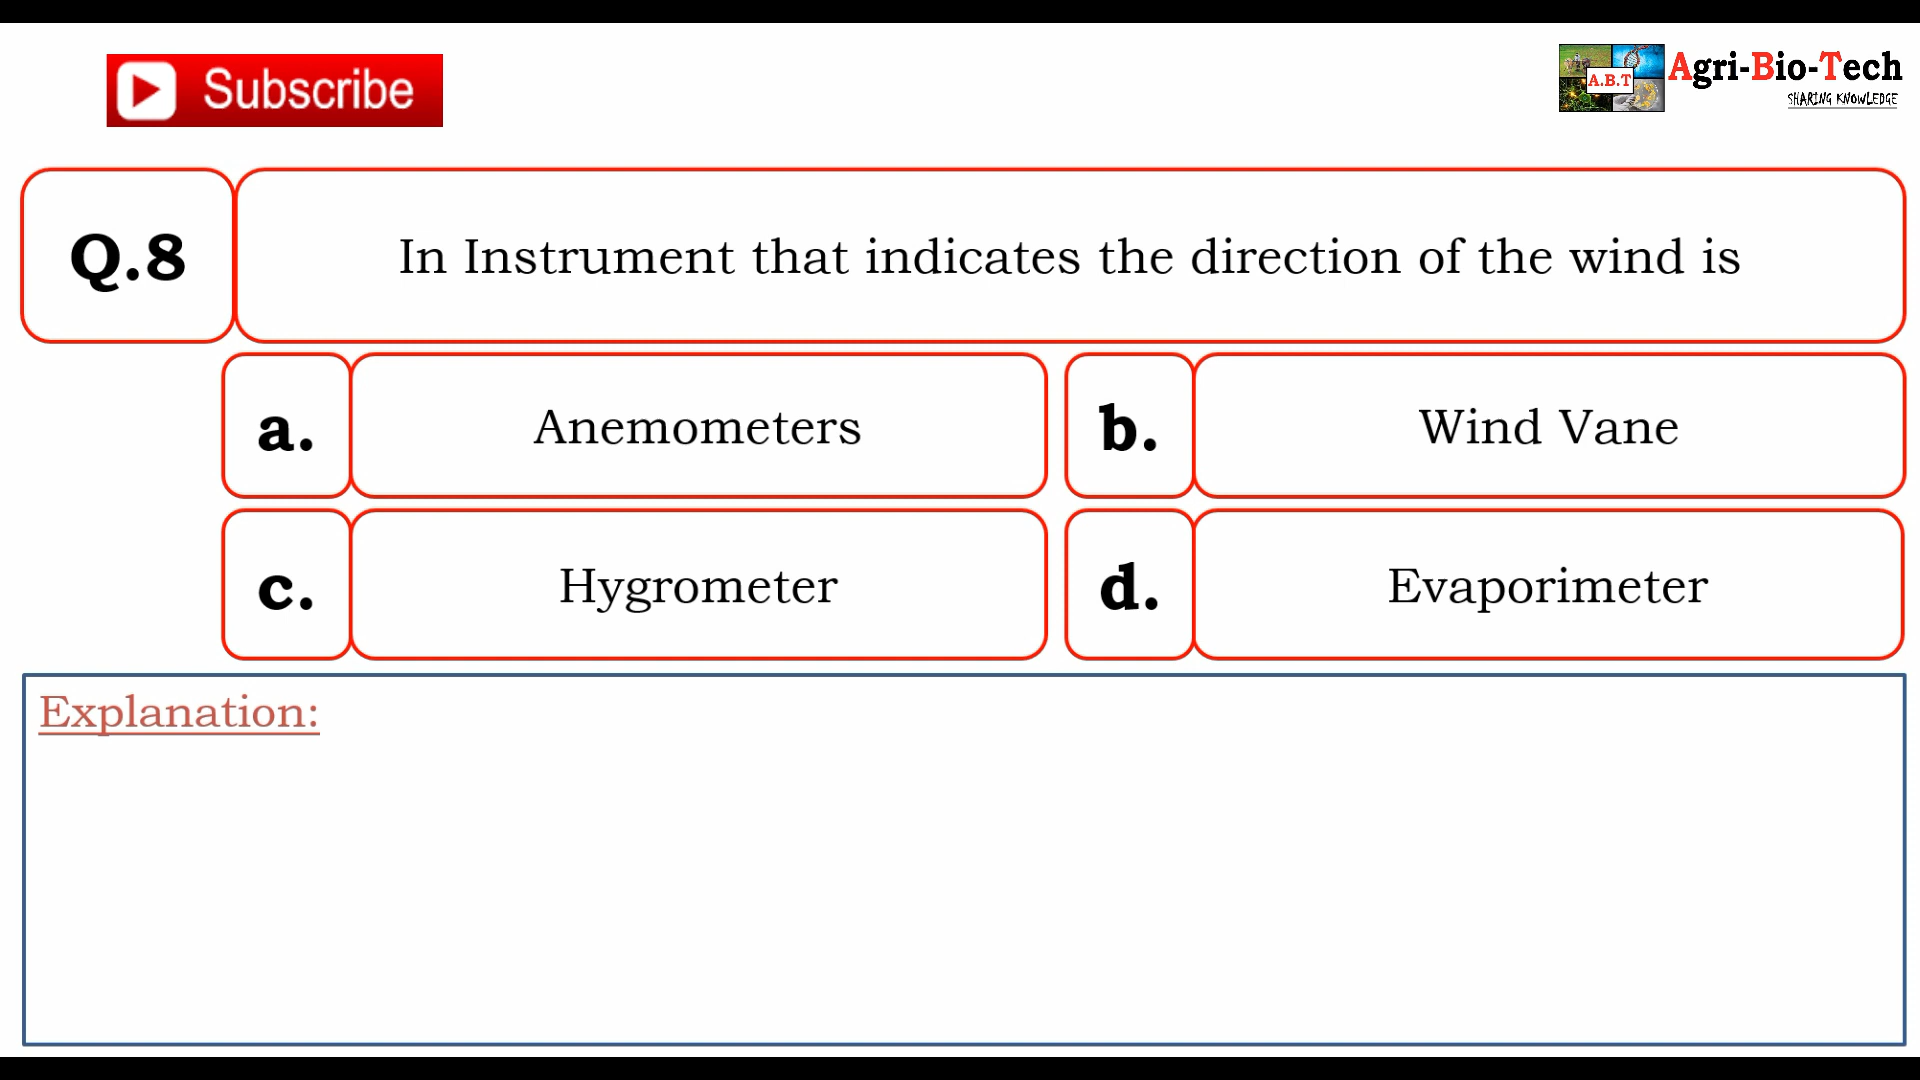 Subscribe
A.B.T
Agri-Bio-Tech
SHARING KNOWLEDGE
Q.8
In Instrument that indicates the direction of the wind is
a.
Anemometers
b.
Wind Vane
c.
Hygrometer
d.
Evaporimeter
Explanation: